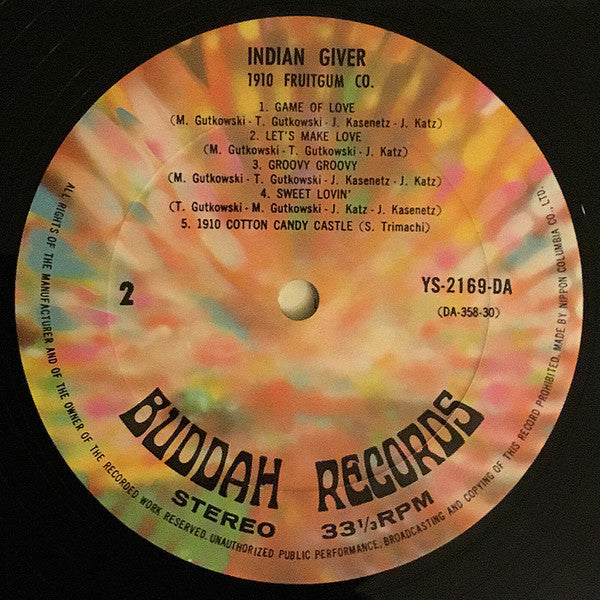 INDIAN GIVER
1910 FRUITGUM CO.
1. GAME OF LOVE
(M. Gutkowski - T. Gutkowski - J. Kasenetz - J. Katz)
2. LET'S MAKE LOVE
(M. Gutkowski - T. Gutkowski - J. Katz)
3. GROOVY GROOVY
(M. Gutkowski - T. Gutkowski - J. Kasenetz - J. Katz)
4. SWEET LOVIN'
(T. Gutkowski - M. Gutkowski - J. Katz - J. Kasenetz)
5. 1910 COTTON CANDY CASTLE (S. Trimachi)
2
YS-2169-DA
(DA-358-30)
BUDDAH RECORDS
STEREO 33 1/3 RPM
ALL RIGHTS OF THE MANUFACTURER AND OF THE OWNER OF THE RECORDED WORK RESERVED. UNAUTHORIZED PUBLIC PERFORMANCE, BROADCASTING AND COPYING OF THIS RECORD PROHIBITED. MADE BY NIPPON COLUMBIA CO., LTD.